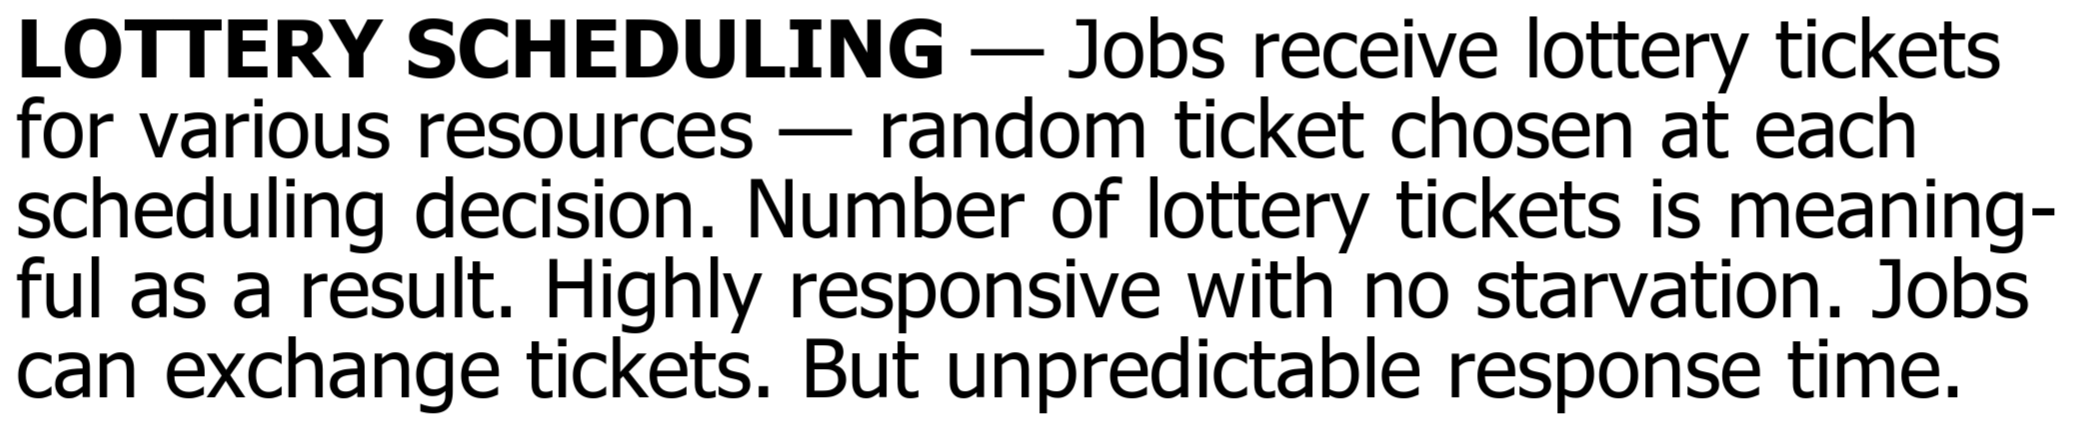 LOTTERY SCHEDULING — Jobs receive lottery tickets
for various resources — random ticket chosen at each
scheduling decision. Number of lottery tickets is meaning-
ful as a result. Highly responsive with no starvation. Jobs
can exchange tickets. But unpredictable response time.